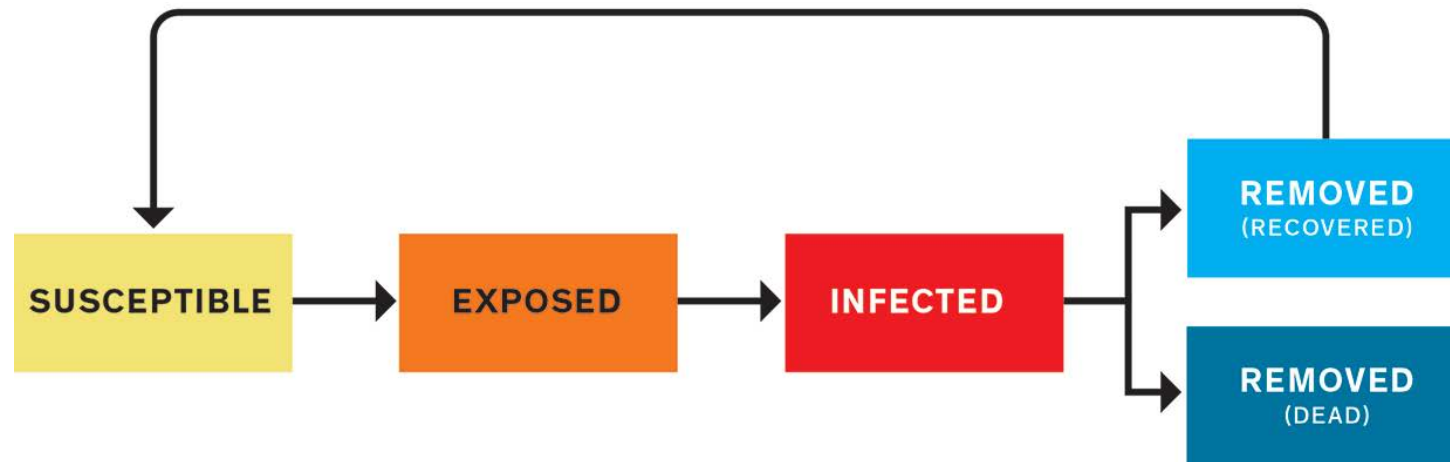 SUSCEPTIBLE
EXPOSED
INFECTED
REMOVED
(RECOVERED)
REMOVED
(DEAD)